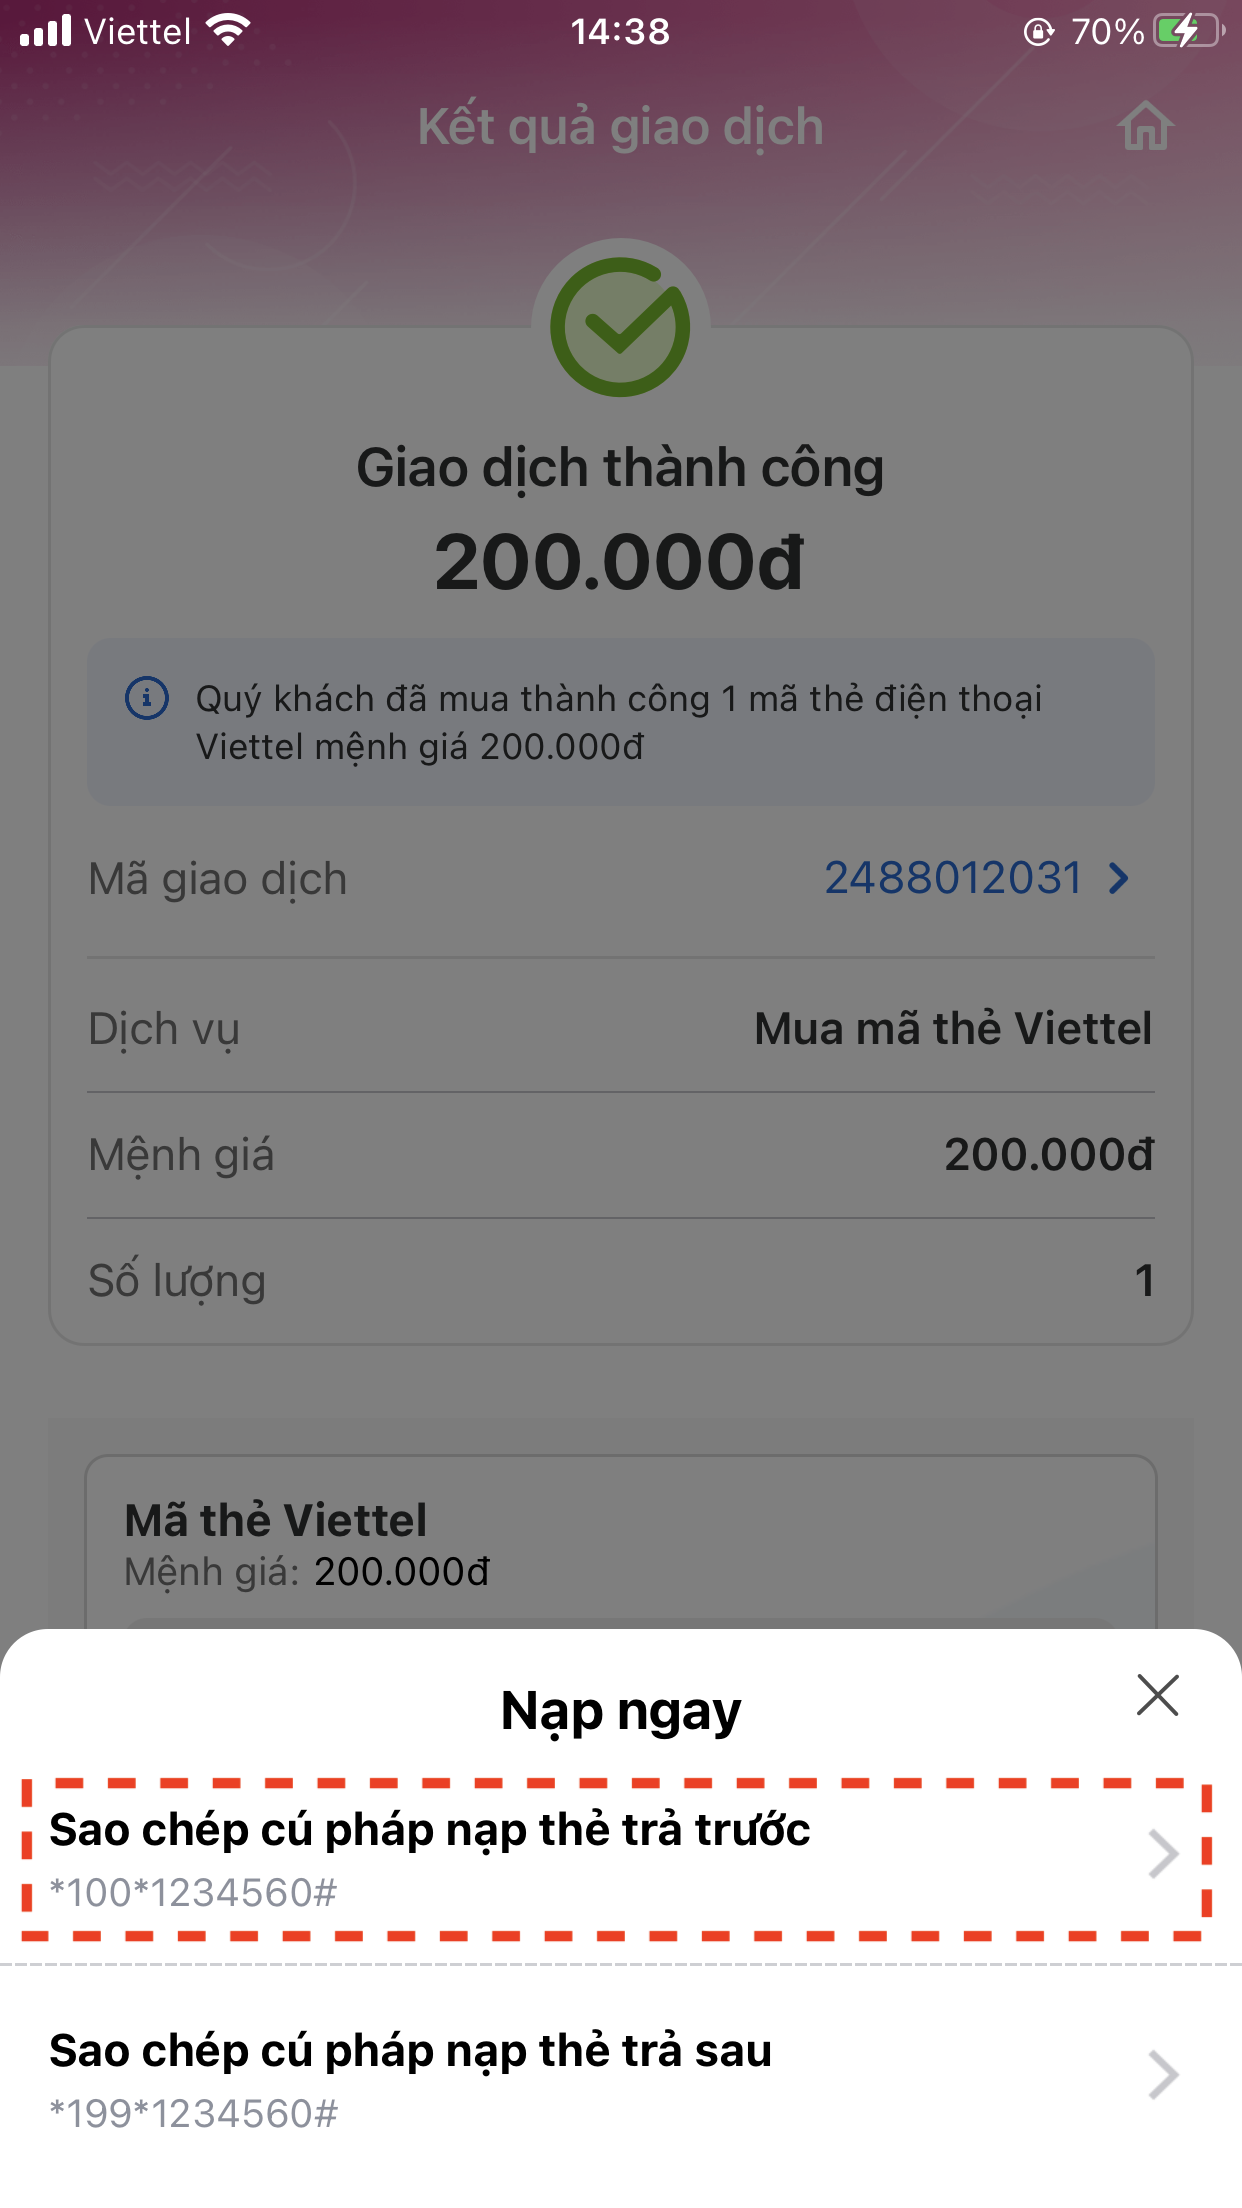 Viettel 14:38 70%
Kết quả giao dịch
Giao dịch thành công
200.000đ
Quý khách đã mua thành công 1 mã thẻ điện thoại
Viettel mệnh giá 200.000đ
Mã giao dịch 2488012031
Dịch vụ Mua mã thẻ Viettel
Mệnh giá 200.000đ
Số lượng 1
Mã thẻ Viettel
Mệnh giá: 200.000đ
Nạp ngay
Sao chép cú pháp nạp thẻ trả trước
*100*1234560#
Sao chép cú pháp nạp thẻ trả sau
*199*1234560#